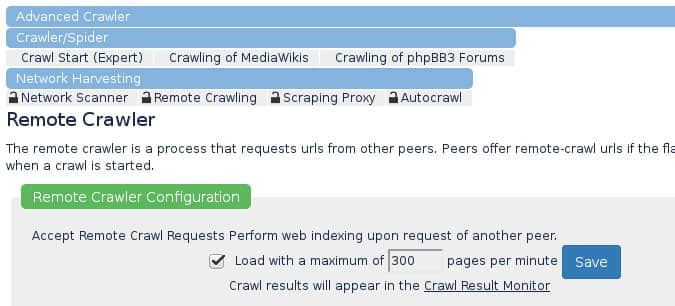 Advanced Crawler
Crawler/Spider
Crawl Start (Expert) Crawling of MediaWikis Crawling of phpBB3 Forums
Network Harvesting
Network Scanner Remote Crawling Scraping Proxy Autocrawl
Remote Crawler
The remote crawler is a process that requests urls from other peers. Peers offer remote-crawl urls if the
when a crawl is started.
Remote Crawler Configuration
Accept Remote Crawl Requests Perform web indexing upon request of another peer.
Load with a maximum of 300 pages per minute Save
Crawl results will appear in the Crawl Result Monitor